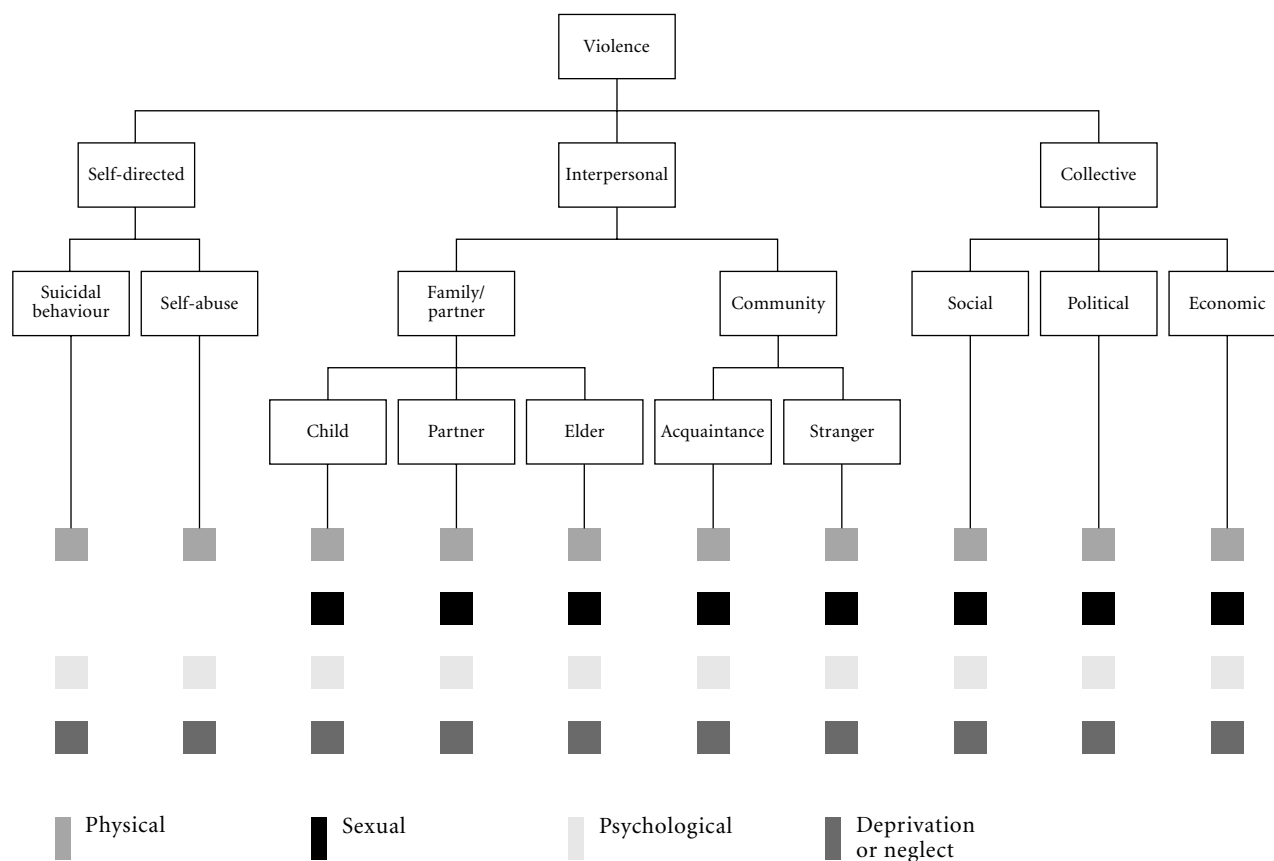 Violence
Self-directed
Interpersonal
Collective
Suicidal
behaviour
Self-abuse
Family/
partner
Community
Social
Political
Economic
Child
Partner
Elder
Acquaintance
Stranger
Physical
Sexual
Psychological
Deprivation
or neglect